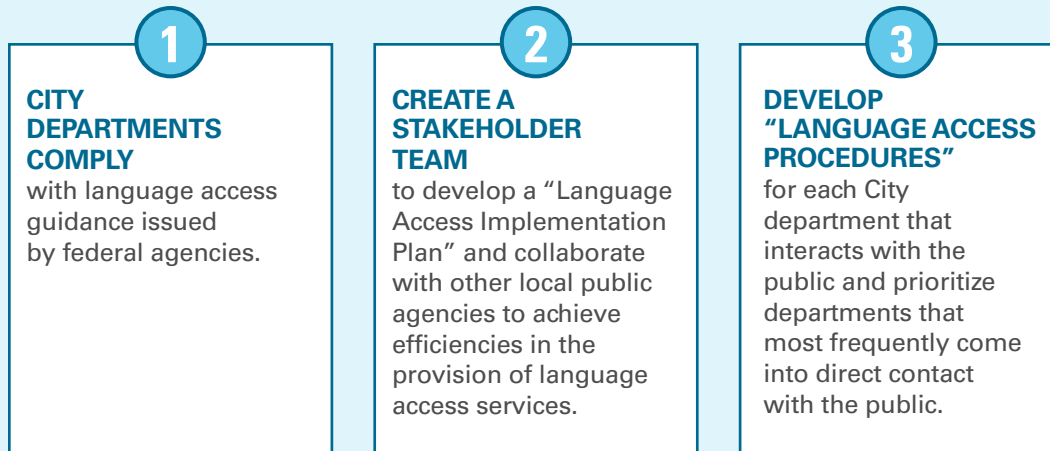 1
CITY
DEPARTMENTS
COMPLY
with language access
guidance issued
by federal agencies.
2
CREATE A
STAKEHOLDER
TEAM
to develop a “Language
Access Implementation
Plan” and collaborate
with other local public
agencies to achieve
efficiencies in the
provision of language
access services.
3
DEVELOP
“LANGUAGE ACCESS
PROCEDURES”
for each City
department that
interacts with the
public and prioritize
departments that
most frequently come
into direct contact
with the public.